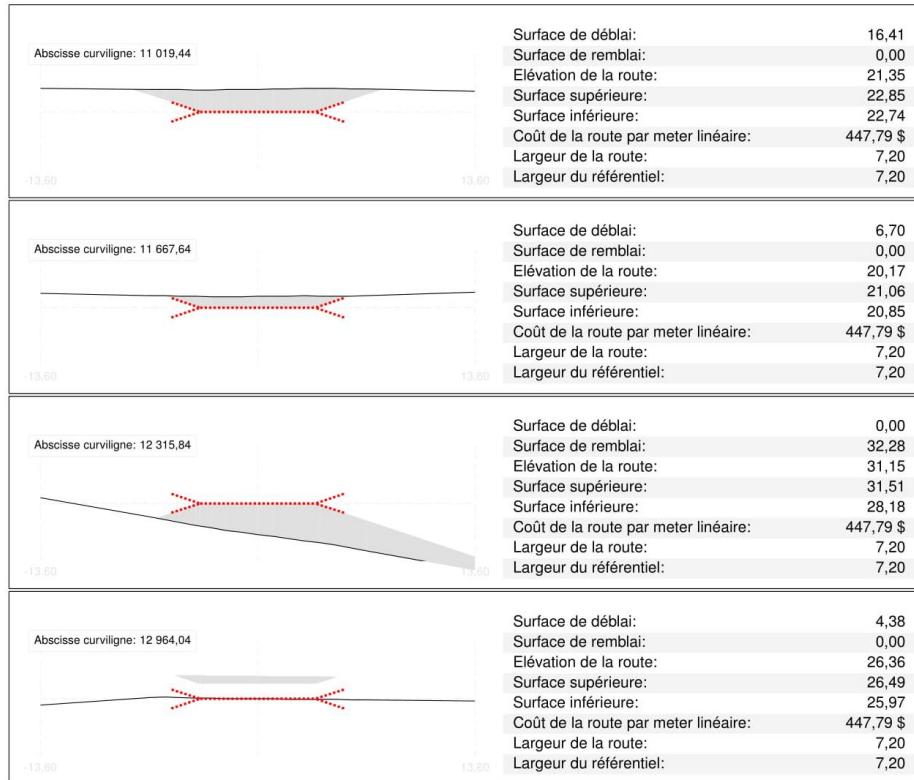 Abscisse curviligne: 11 019,44
-13,60
13,60
Surface de déblai: 16,41
Surface de remblai: 0,00
Elévation de la route: 21,35
Surface supérieure: 22,85
Surface inférieure: 22,74
Coût de la route par meter linéaire: 447,79 $
Largeur de la route: 7,20
Largeur du référentiel: 7,20
Abscisse curviligne: 11 667,64
-13,60
13,60
Surface de déblai: 6,70
Surface de remblai: 0,00
Elévation de la route: 20,17
Surface supérieure: 21,06
Surface inférieure: 20,85
Coût de la route par meter linéaire: 447,79 $
Largeur de la route: 7,20
Largeur du référentiel: 7,20
Abscisse curviligne: 12 315,84
-13,60
13,60
Surface de déblai: 0,00
Surface de remblai: 32,28
Elévation de la route: 31,15
Surface supérieure: 31,51
Surface inférieure: 28,18
Coût de la route par meter linéaire: 447,79 $
Largeur de la route: 7,20
Largeur du référentiel: 7,20
Abscisse curviligne: 12 964,04
-13,60
13,60
Surface de déblai: 4,38
Surface de remblai: 0,00
Elévation de la route: 26,36
Surface supérieure: 26,49
Surface inférieure: 25,97
Coût de la route par meter linéaire: 447,79 $
Largeur de la route: 7,20
Largeur du référentiel: 7,20